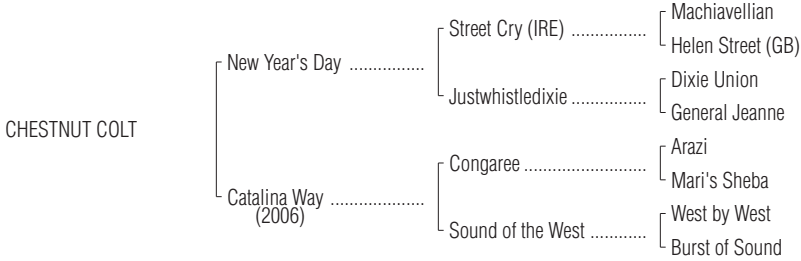 Machiavellian
Street Cry (IRE) ................
Helen Street (GB)
New Year's Day ................
Dixie Union
Justwhistledixie ................
General Jeanne
CHESTNUT COLT
Arazi
Congaree ..........................
Mari's Sheba
Catalina Way ....................
(2006)
West by West
Sound of the West ............
Burst of Sound